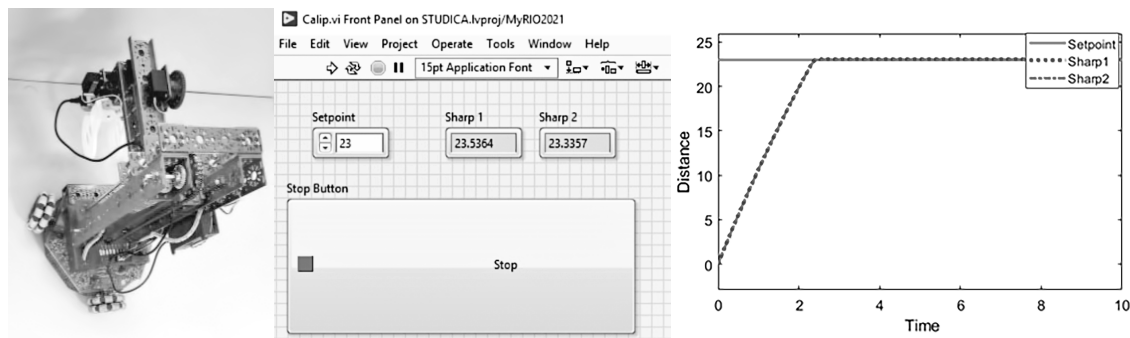 Calip.vi Front Panel on STUDICA.lvproj/MyRIO2021
File Edit View Project Operate Tools Window Help
15pt Application Font
Setpoint Sharp 1 Sharp 2
23 23.5364 23.3357
Stop Button
Stop
25
20
15
10
5
0
Distance
0 2 4 6 8 10
Time
Setpoint
Sharp1
Sharp2